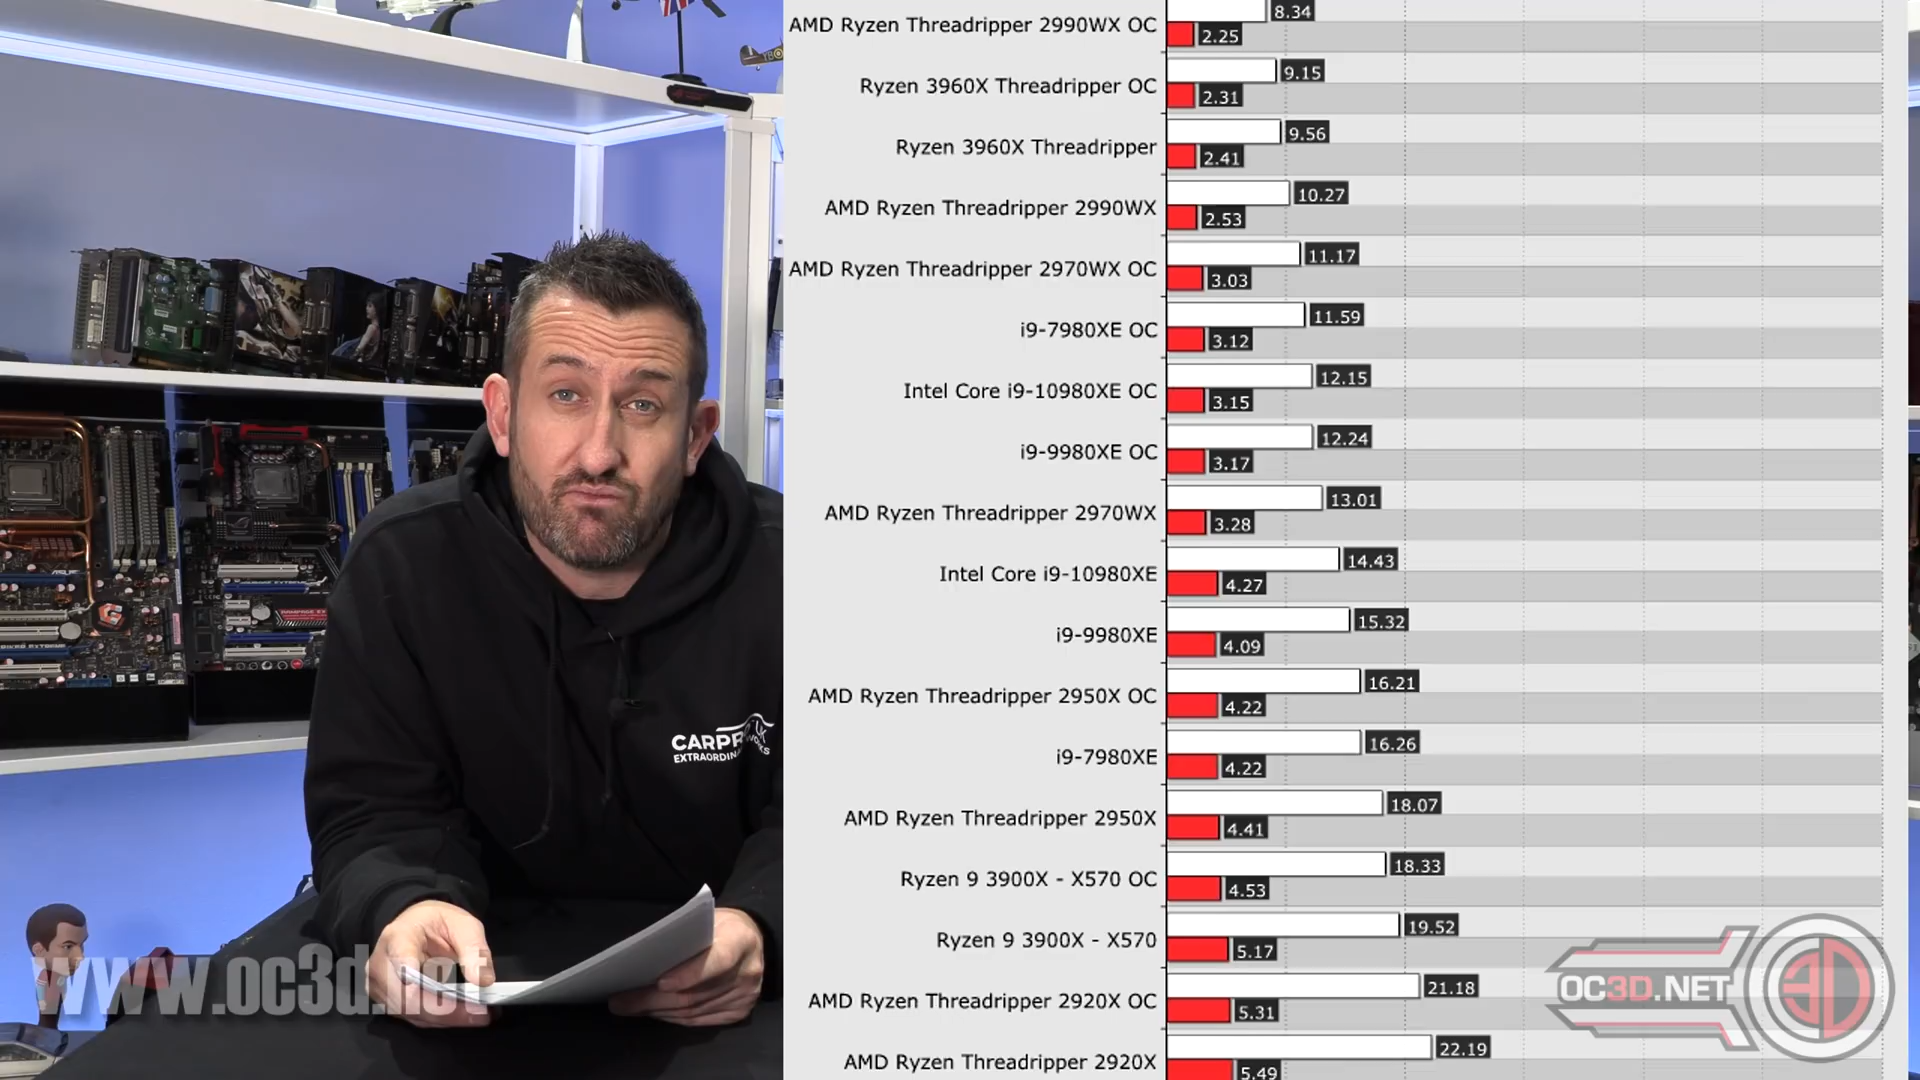 AMD Ryzen Threadripper 2990WX OC
8.34
2.25
Ryzen 3960X Threadripper OC
9.15
2.31
Ryzen 3960X Threadripper
9.56
2.41
AMD Ryzen Threadripper 2990WX
10.27
2.53
AMD Ryzen Threadripper 2970WX OC
11.17
3.03
i9-7980XE OC
11.59
3.12
Intel Core i9-10980XE OC
12.15
3.15
i9-9980XE OC
12.24
3.17
AMD Ryzen Threadripper 2970WX
13.01
3.28
Intel Core i9-10980XE
14.43
4.27
i9-9980XE
15.32
4.09
AMD Ryzen Threadripper 2950X OC
16.21
4.22
i9-7980XE
16.26
4.22
AMD Ryzen Threadripper 2950X
18.07
4.41
Ryzen 9 3900X - X570 OC
18.33
4.53
Ryzen 9 3900X - X570
19.52
5.17
AMD Ryzen Threadripper 2920X OC
21.18
5.31
AMD Ryzen Threadripper 2920X
22.19
5.49
www.oc3d.net
OC3D.NET
3D